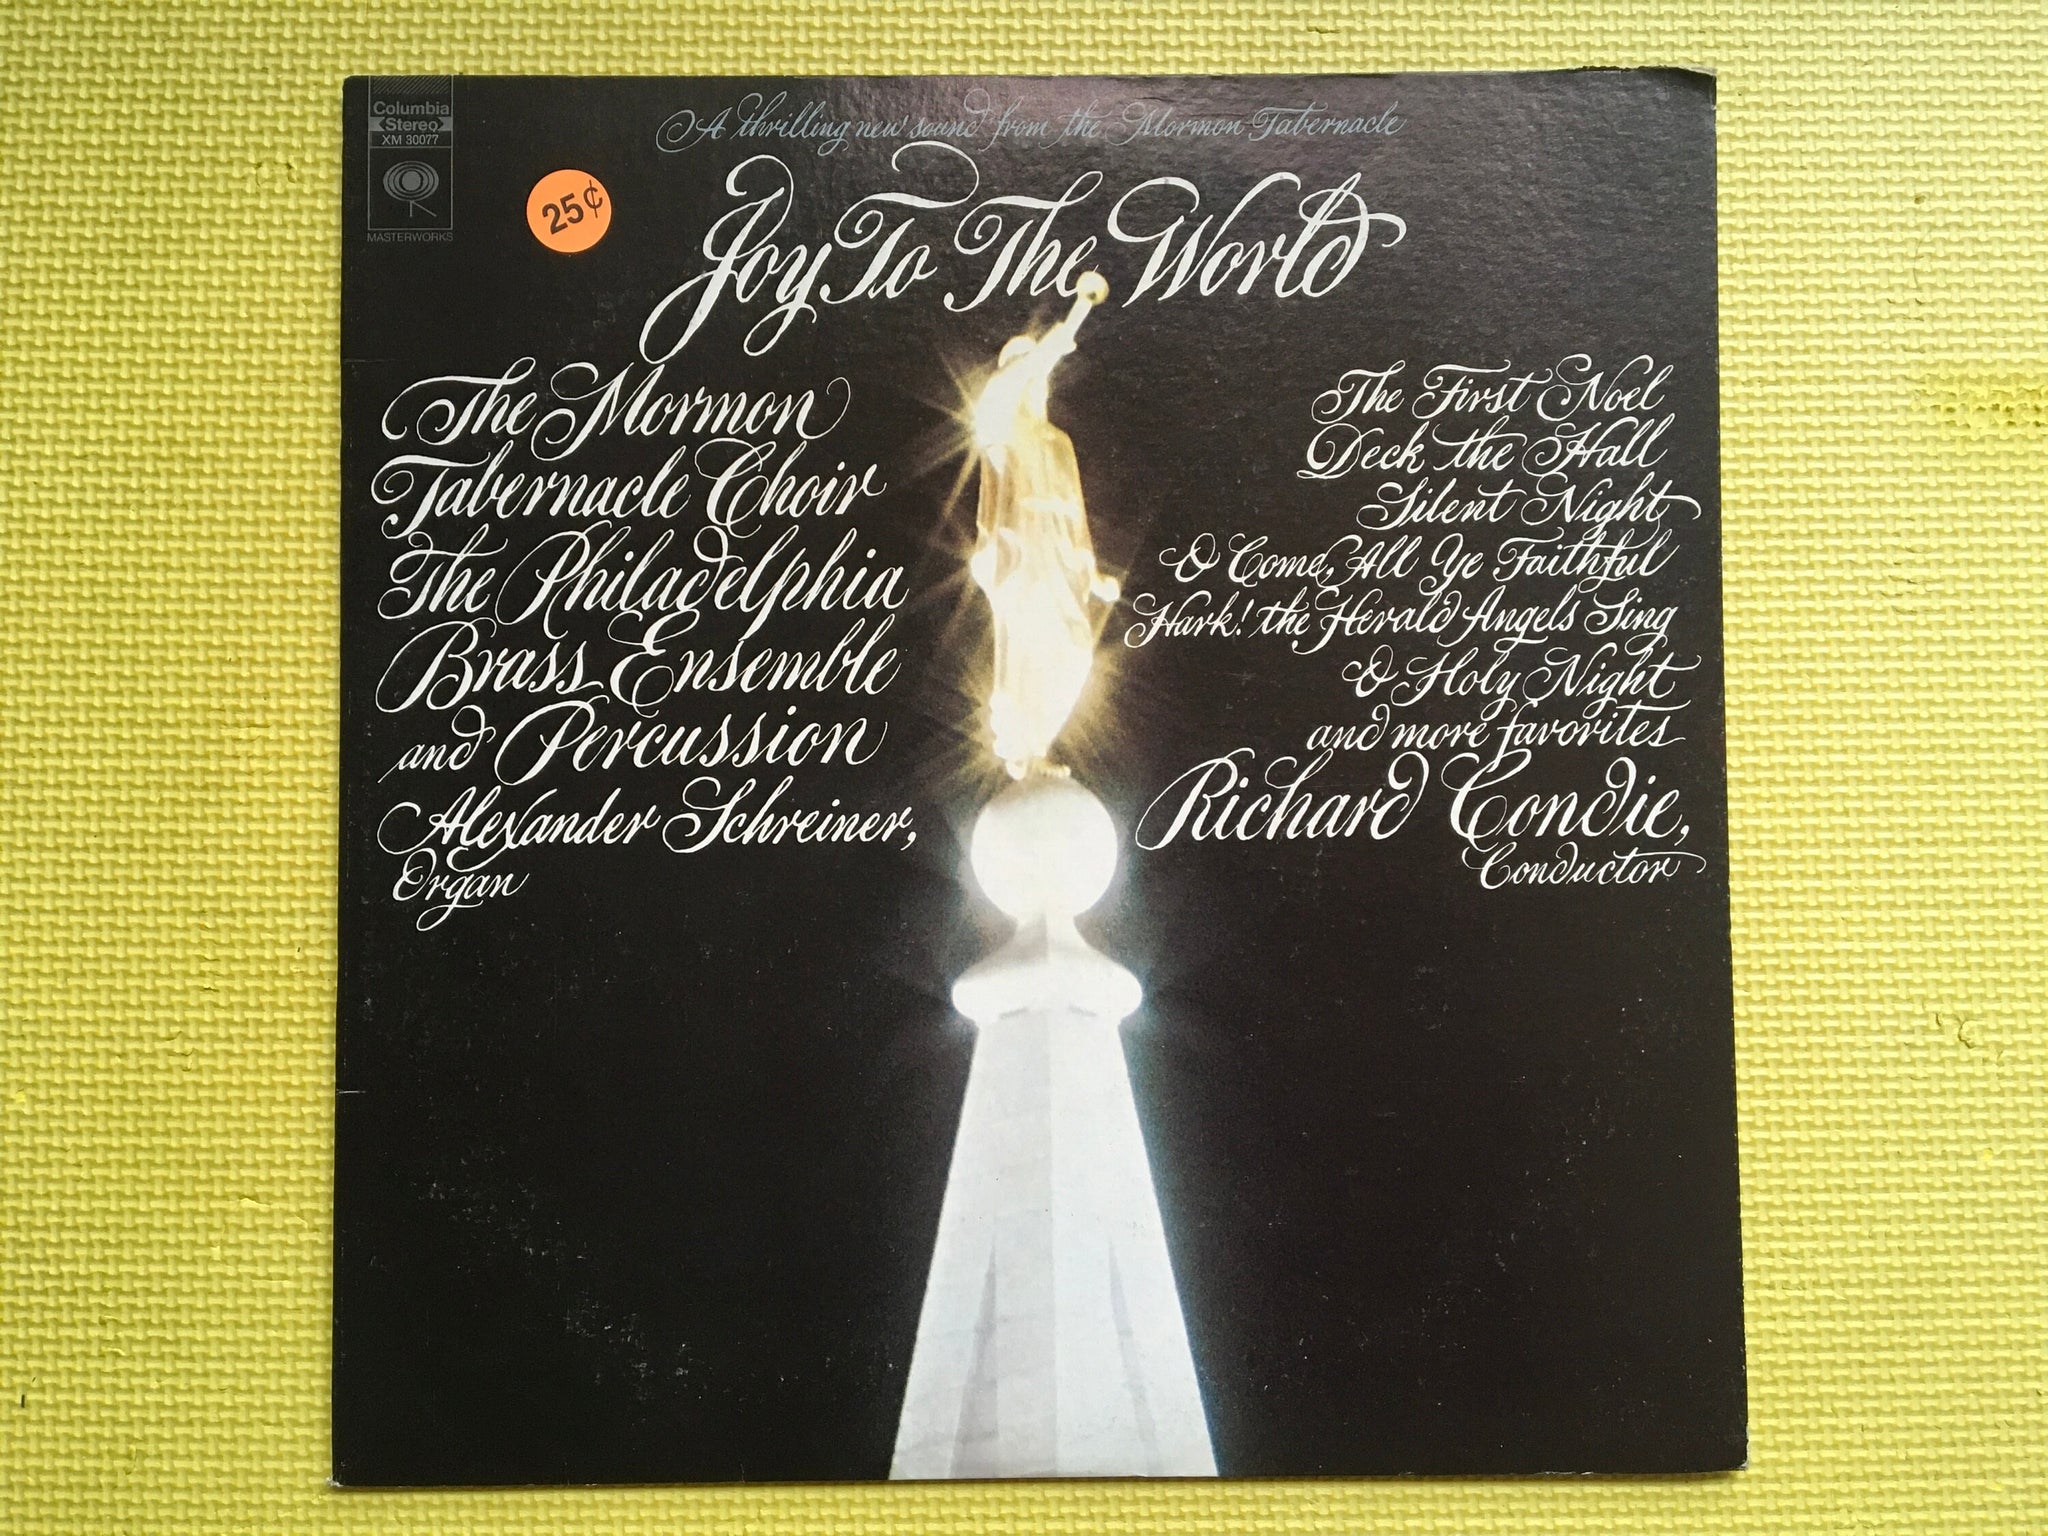 Columbia
Stereo
XM 30077
MASTERWORKS
25¢
A thrilling new sound from the Mormon Tabernacle
Joy To The World
The Mormon
Tabernacle Choir
The Philadelphia
Brass Ensemble
and Percussion
Alexander Schreiner,
Organ
The First Noel
Deck the Hall
Silent Night
O Come, All Ye Faithful
Hark! the Herald Angels Sing
O Holy Night
and more favorites
Richard Condie,
Conductor